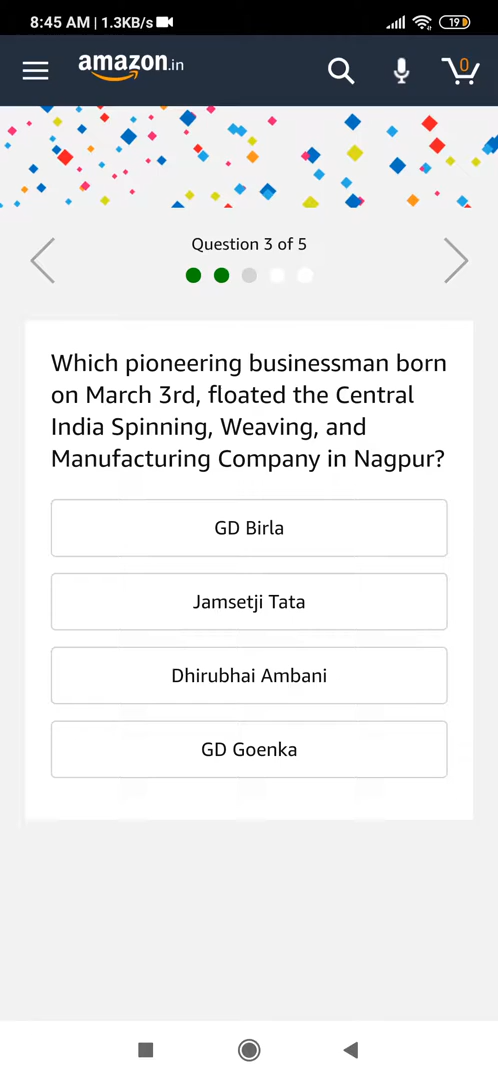 8:45 AM | 1.3KB/s 19
amazon.in 0
Question 3 of 5
Which pioneering businessman born
on March 3rd, floated the Central
India Spinning, Weaving, and
Manufacturing Company in Nagpur?
GD Birla
Jamsetji Tata
Dhirubhai Ambani
GD Goenka